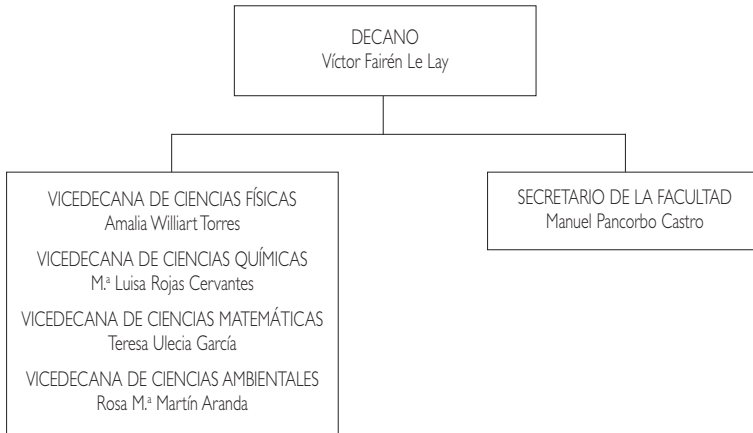 DECANO
Víctor Fairén Le Lay
VICEDECANA DE CIENCIAS FÍSICAS
Amalia Williart Torres
VICEDECANA DE CIENCIAS QUÍMICAS
M.ª Luisa Rojas Cervantes
VICEDECANA DE CIENCIAS MATEMÁTICAS
Teresa Ulecia García
VICEDECANA DE CIENCIAS AMBIENTALES
Rosa M.ª Martín Aranda
SECRETARIO DE LA FACULTAD
Manuel Pancorbo Castro